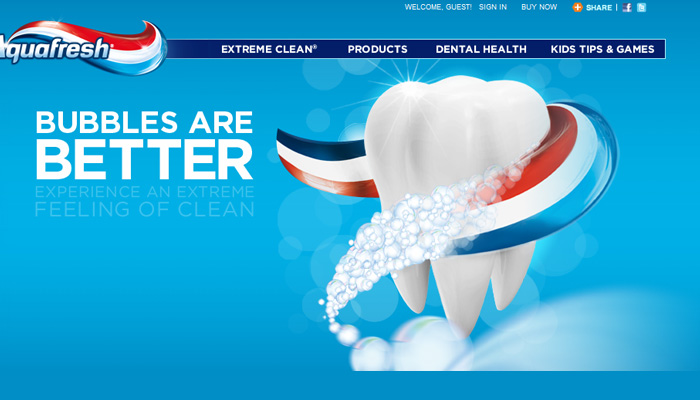 WELCOME, GUEST! SIGN IN BUY NOW SHARE
Aquafresh®
EXTREME CLEAN® PRODUCTS DENTAL HEALTH KIDS TIPS & GAMES
BUBBLES ARE
BETTER
EXPERIENCE AN EXTREME
FEELING OF CLEAN